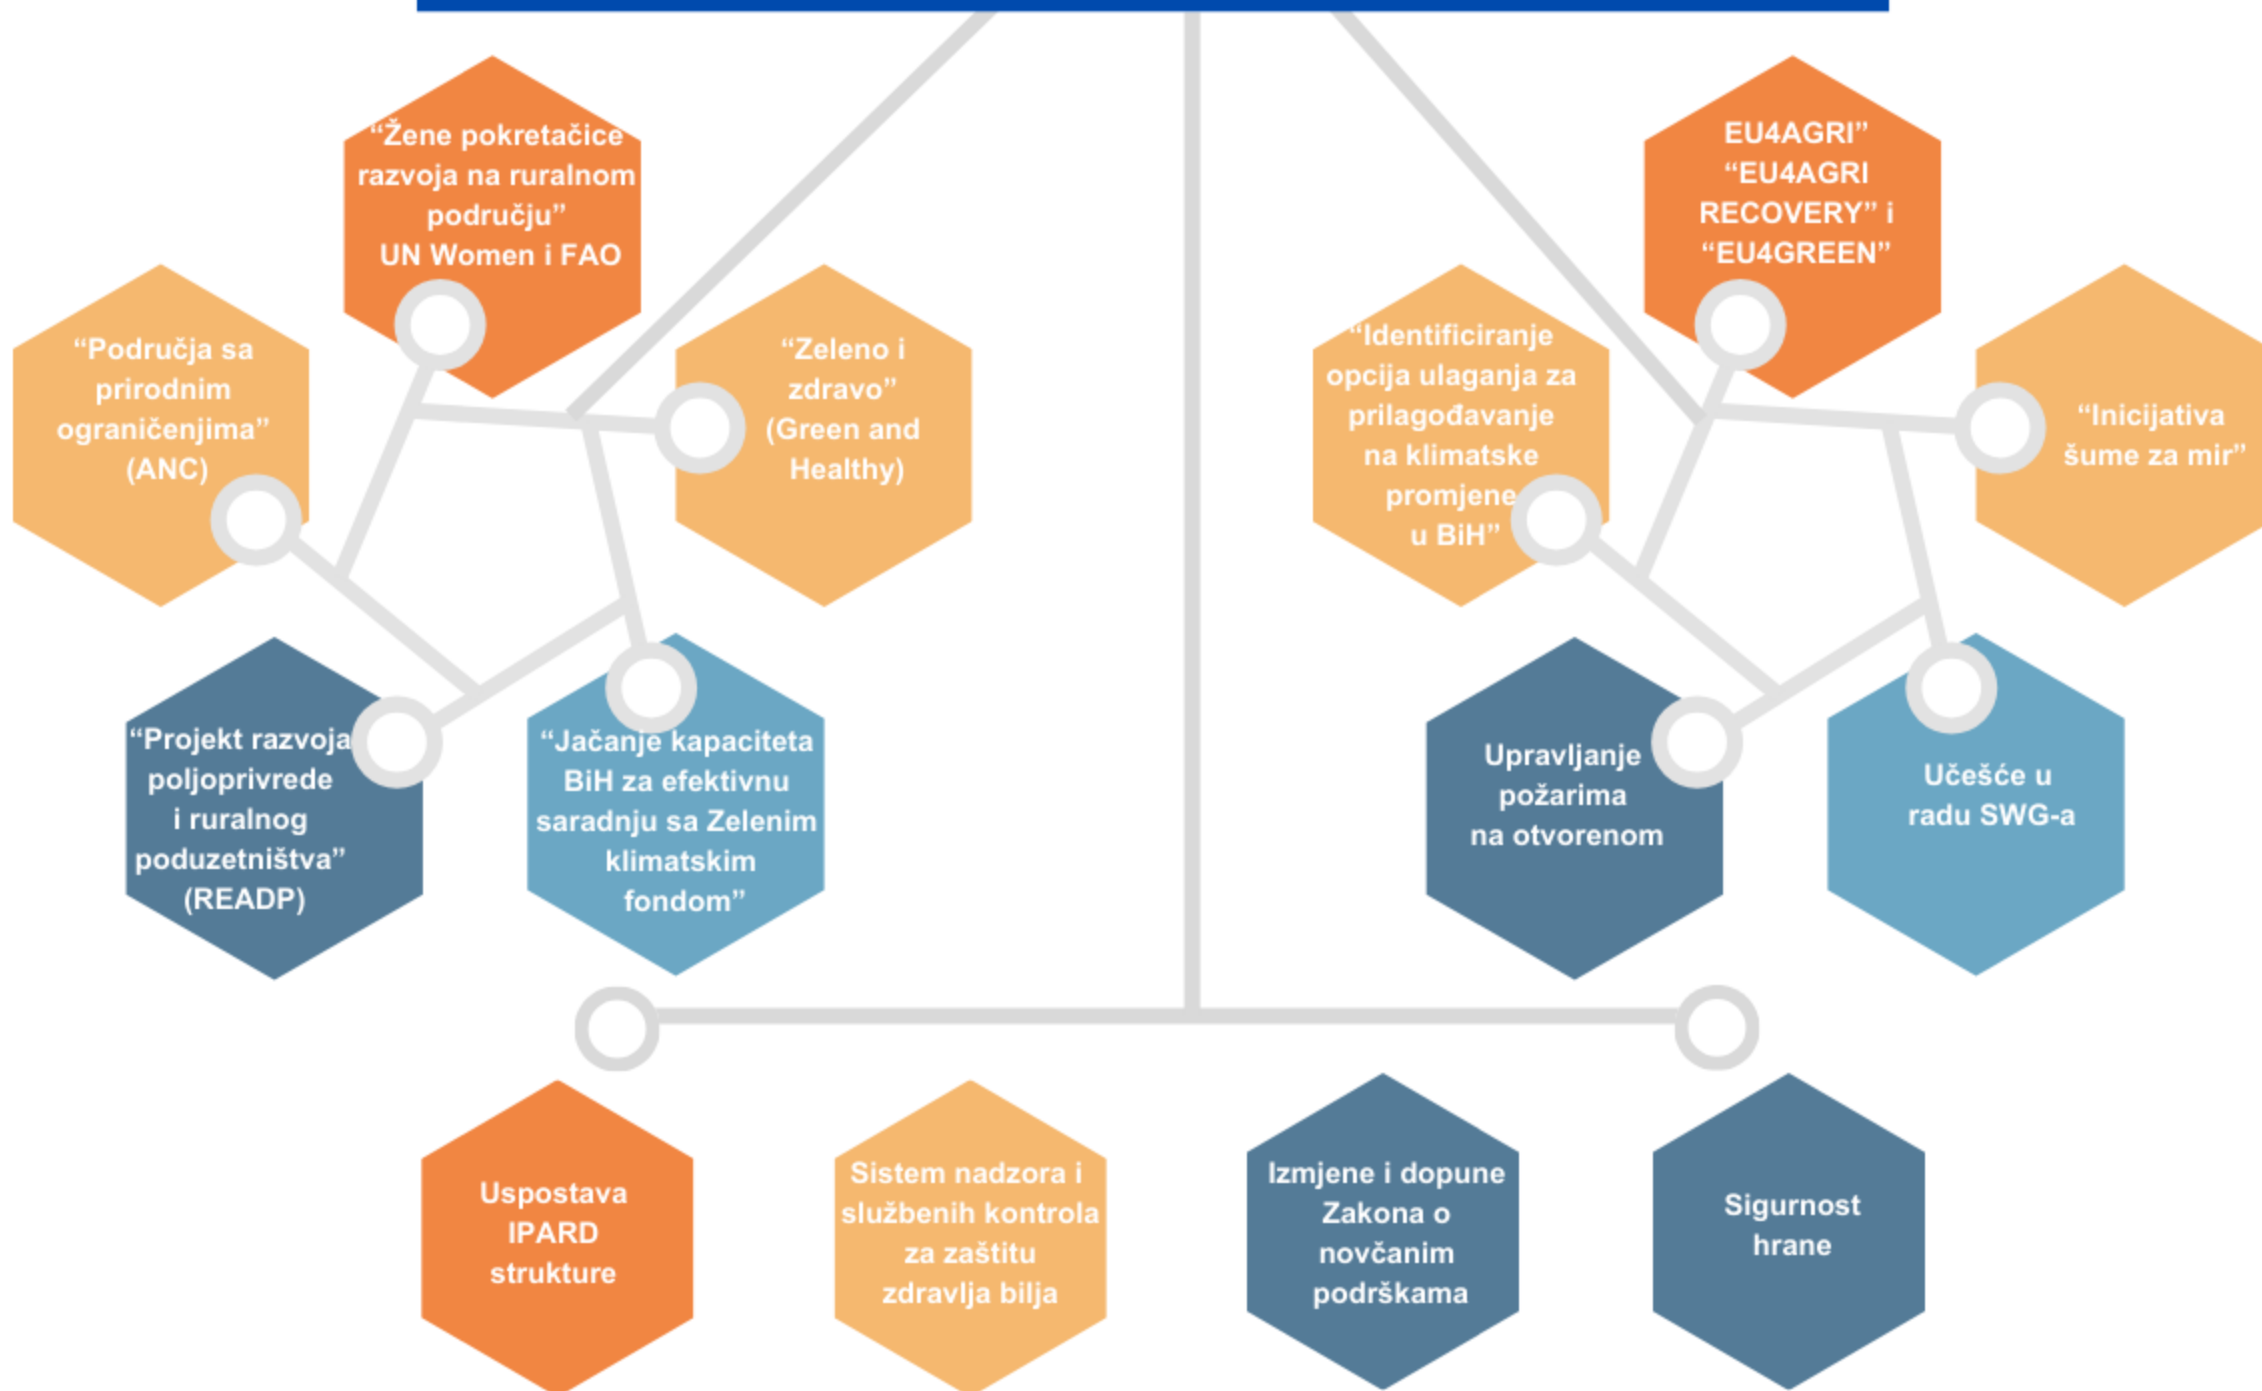 “Žene pokretačice
razvoja na ruralnom
području”
UN Women i FAO
“Područja sa
prirodnim
ograničenjima”
(ANC)
“Zeleno i
zdravo”
(Green and
Healthy)
“Projekt razvoja
poljoprivrede
i ruralnog
poduzetništva”
(READP)
“Jačanje kapaciteta
BiH za efektivnu
saradnju sa Zelenim
klimatskim
fondom”
EU4AGRI”
“EU4AGRI
RECOVERY” i
“EU4GREEN”
“Identificiranje
opcija ulaganja za
prilagođavanje
na klimatske
promjene
u BiH”
“Inicijativa
šume za mir”
Upravljanje
požarima
na otvorenom
Učešće u
radu SWG-a
Uspostava
IPARD
strukture
Sistem nadzora i
službenih kontrola
za zaštitu
zdravlja bilja
Izmjene i dopune
Zakona o
novčanim
podrškama
Sigurnost
hrane